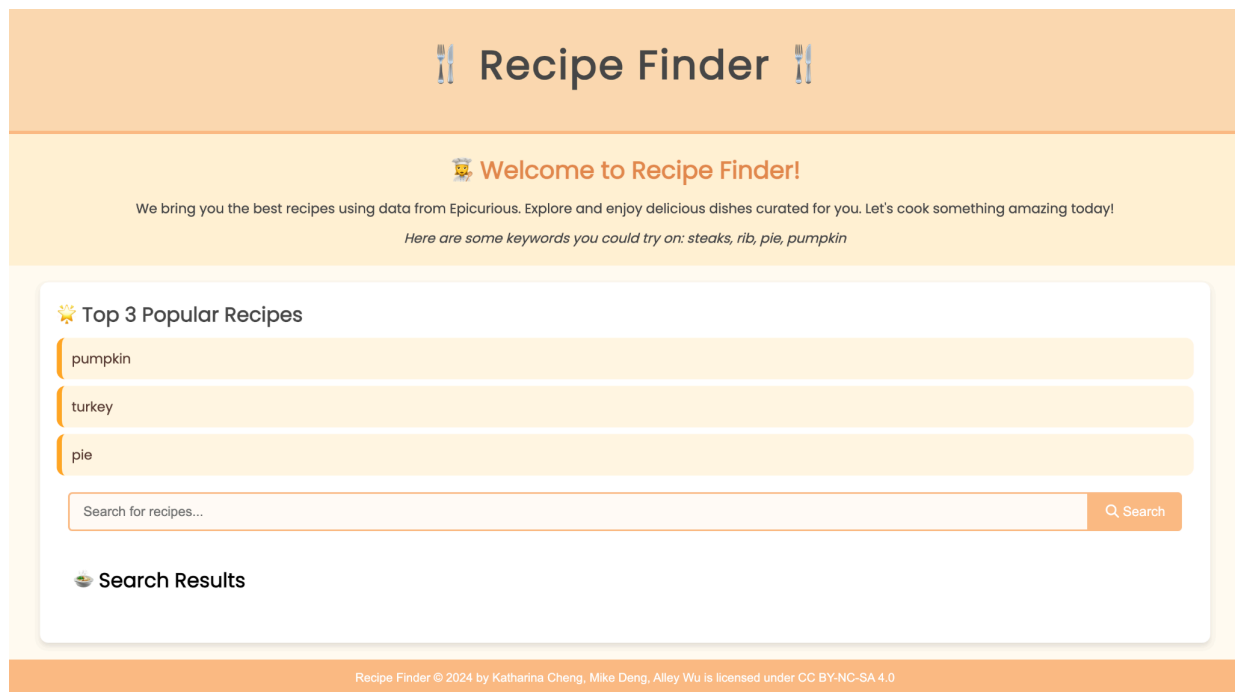 Recipe Finder
Welcome to Recipe Finder!
We bring you the best recipes using data from Epicurious. Explore and enjoy delicious dishes curated for you. Let's cook something amazing today!
Here are some keywords you could try on: steaks, rib, pie, pumpkin
Top 3 Popular Recipes
pumpkin
turkey
pie
Search for recipes... Search
Search Results
Recipe Finder © 2024 by Katharina Cheng, Mike Deng, Alley Wu is licensed under CC BY-NC-SA 4.0